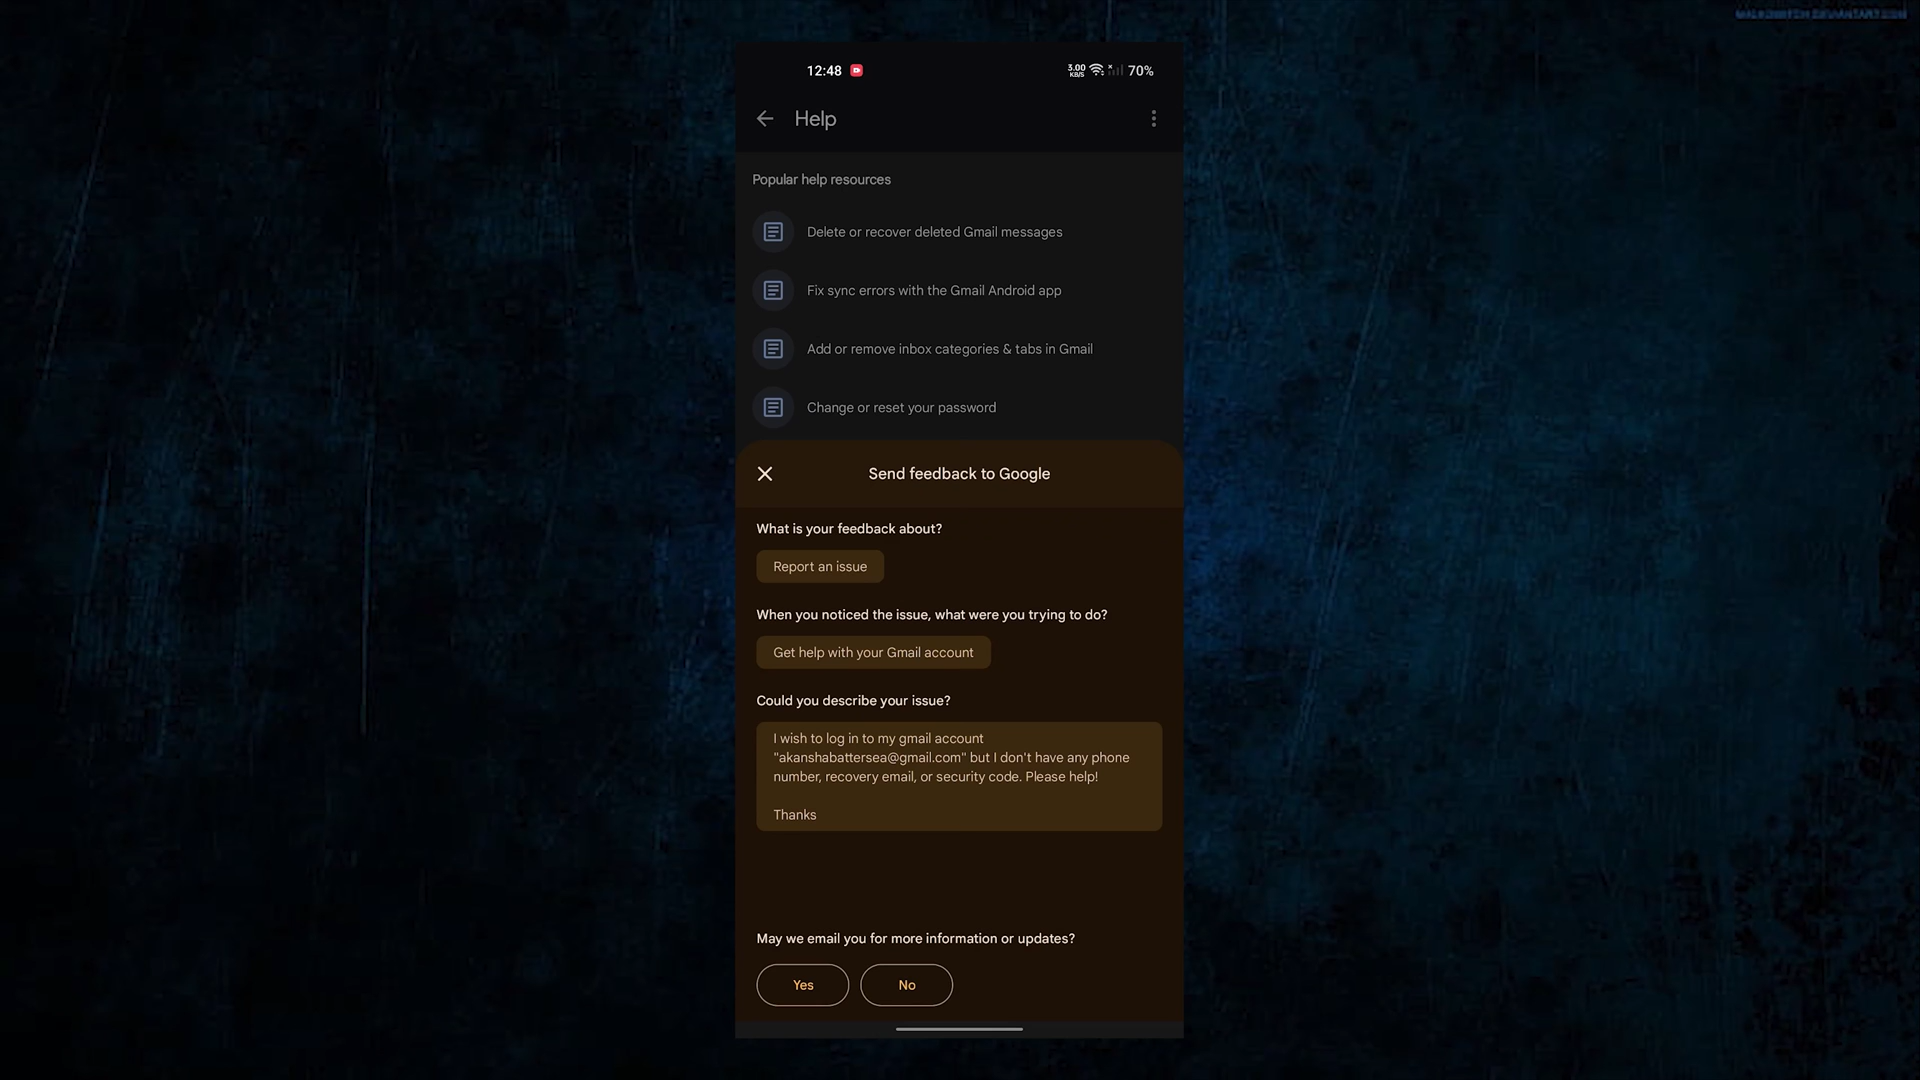 12:48
3.00 KB/S
70%
Help
Popular help resources
Delete or recover deleted Gmail messages
Fix sync errors with the Gmail Android app
Add or remove inbox categories & tabs in Gmail
Change or reset your password
Send feedback to Google
What is your feedback about?
Report an issue
When you noticed the issue, what were you trying to do?
Get help with your Gmail account
Could you describe your issue?
I wish to log in to my gmail account
"akanshabattersea@gmail.com" but I don't have any phone
number, recovery email, or security code. Please help!
Thanks
May we email you for more information or updates?
Yes
No